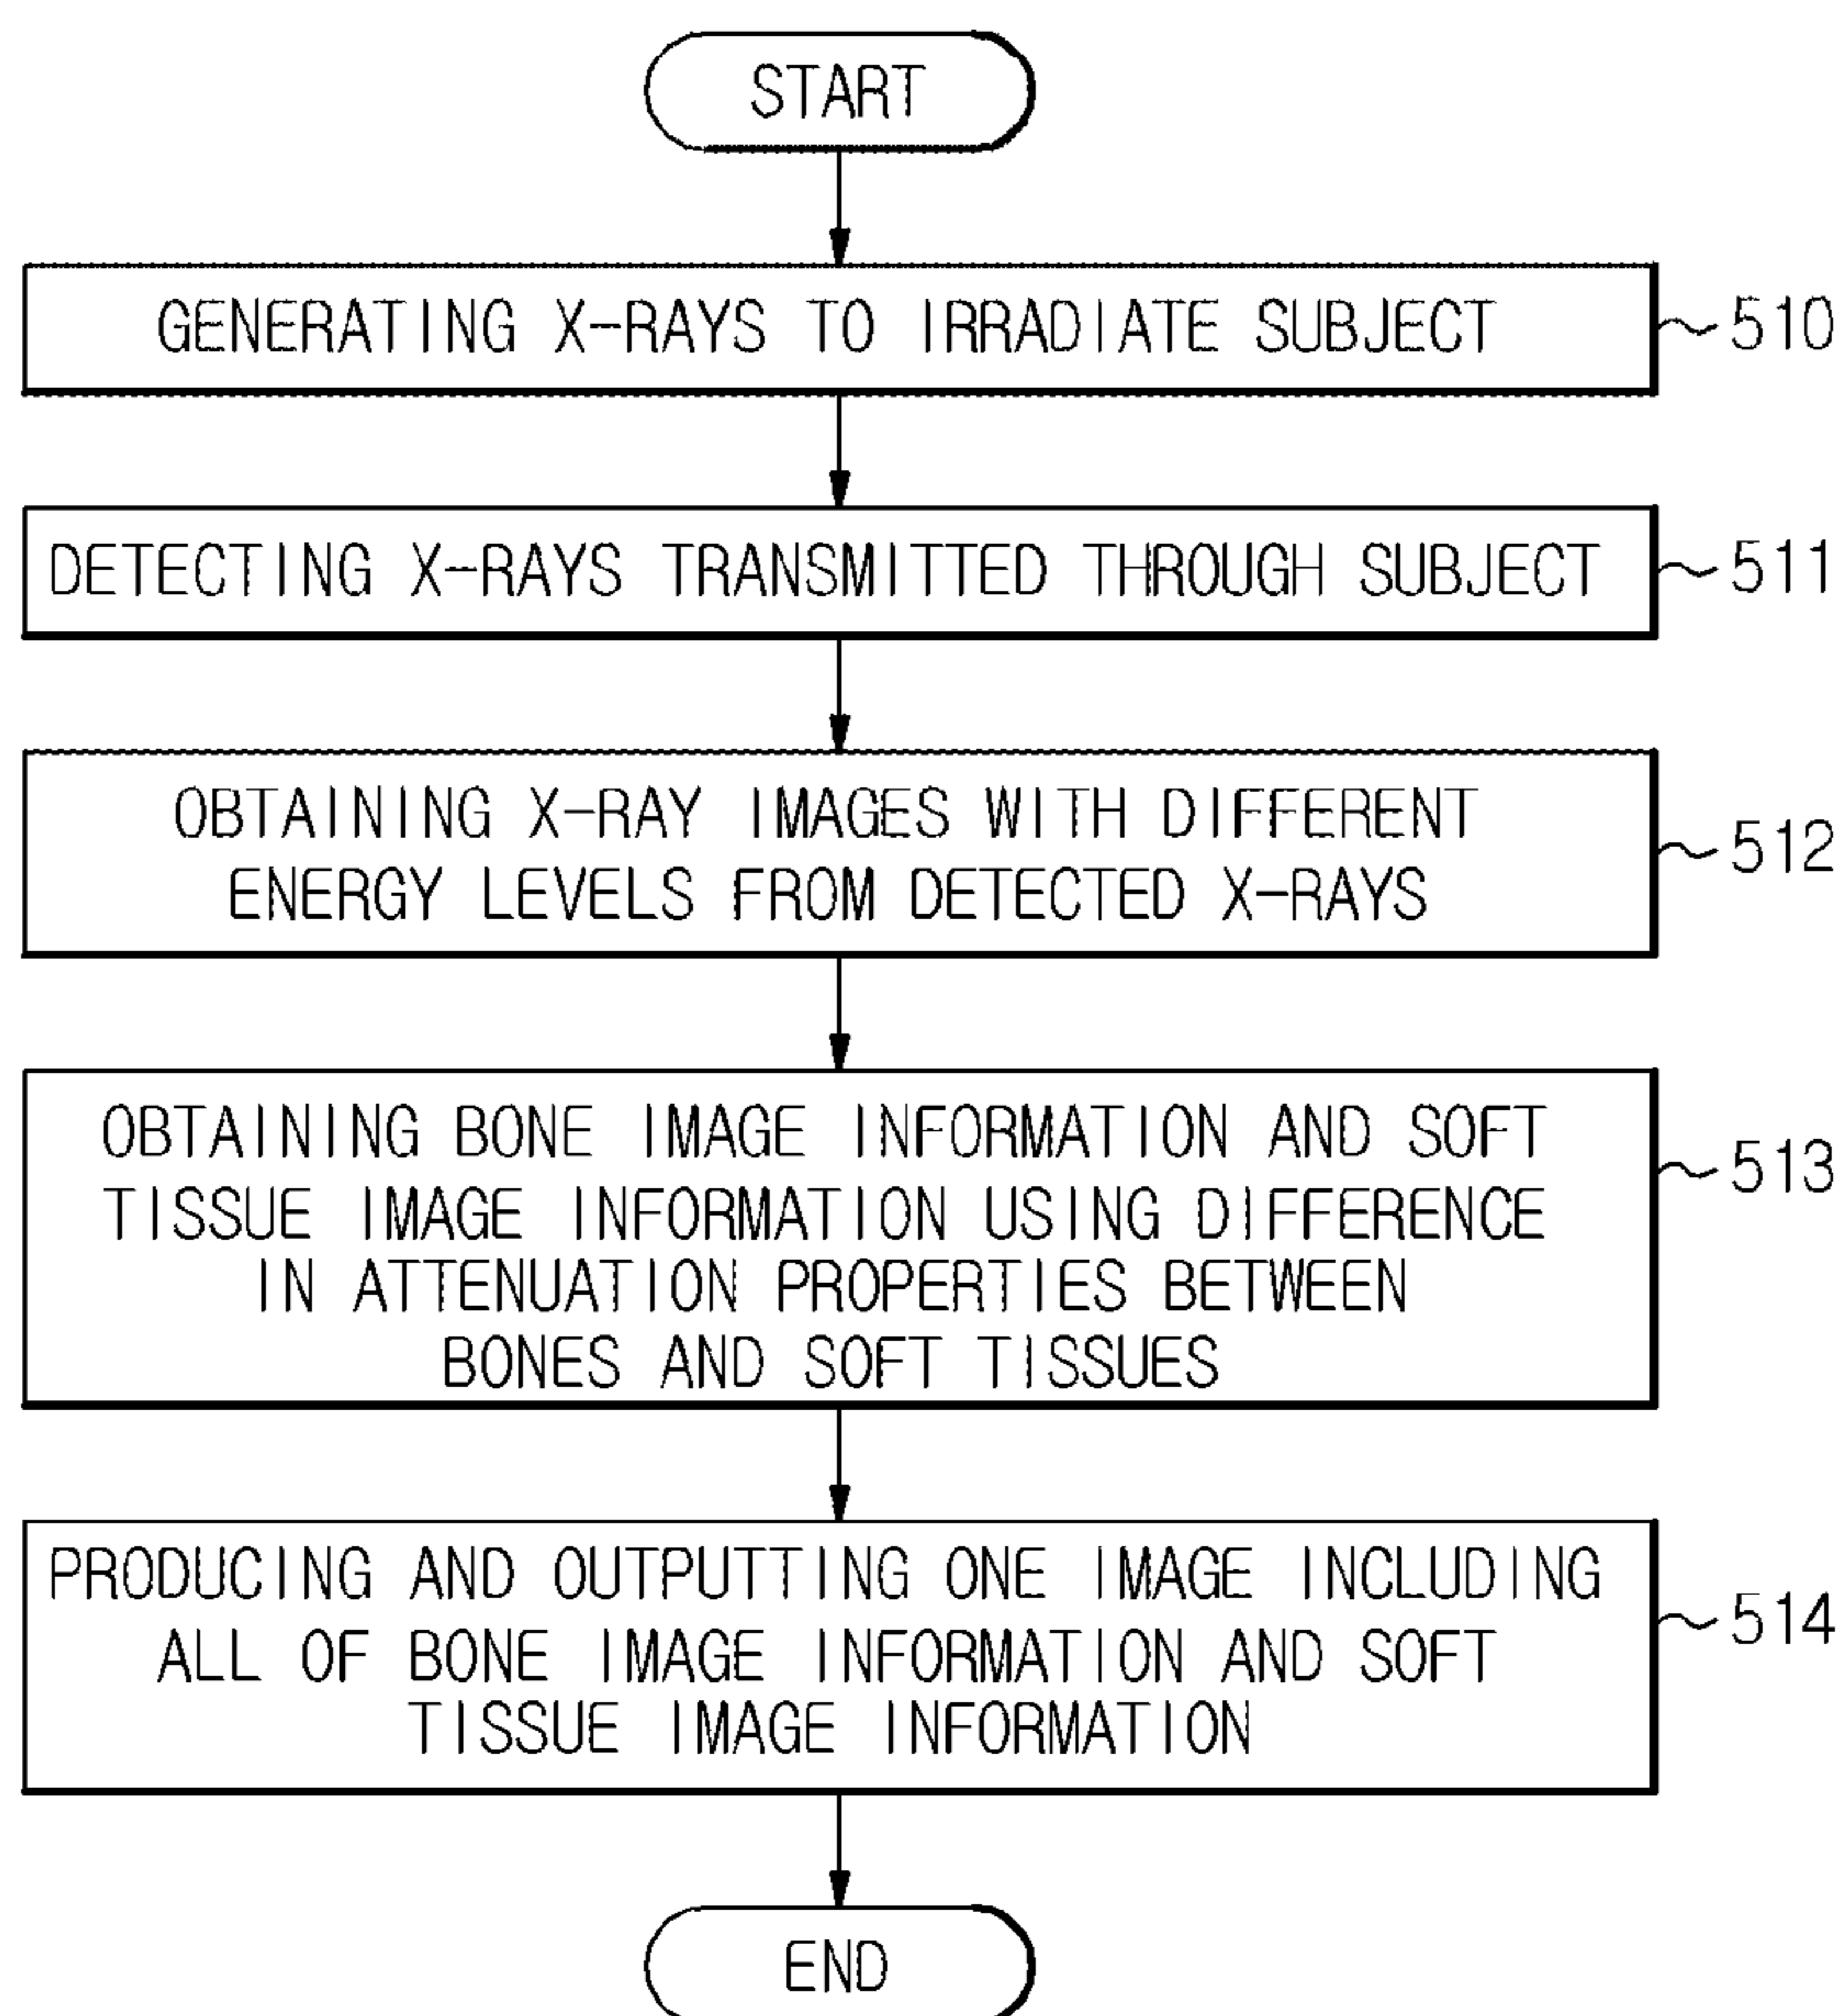 START
GENERATING X-RAYS TO IRRADIATE SUBJECT
510
DETECTING X-RAYS TRANSMITTED THROUGH SUBJECT
511
OBTAINING X-RAY IMAGES WITH DIFFERENT
ENERGY LEVELS FROM DETECTED X-RAYS
512
OBTAINING BONE IMAGE INFORMATION AND SOFT
TISSUE IMAGE INFORMATION USING DIFFERENCE
IN ATTENUATION PROPERTIES BETWEEN
BONES AND SOFT TISSUES
513
PRODUCING AND OUTPUTTING ONE IMAGE INCLUDING
ALL OF BONE IMAGE INFORMATION AND SOFT
TISSUE IMAGE INFORMATION
514
END